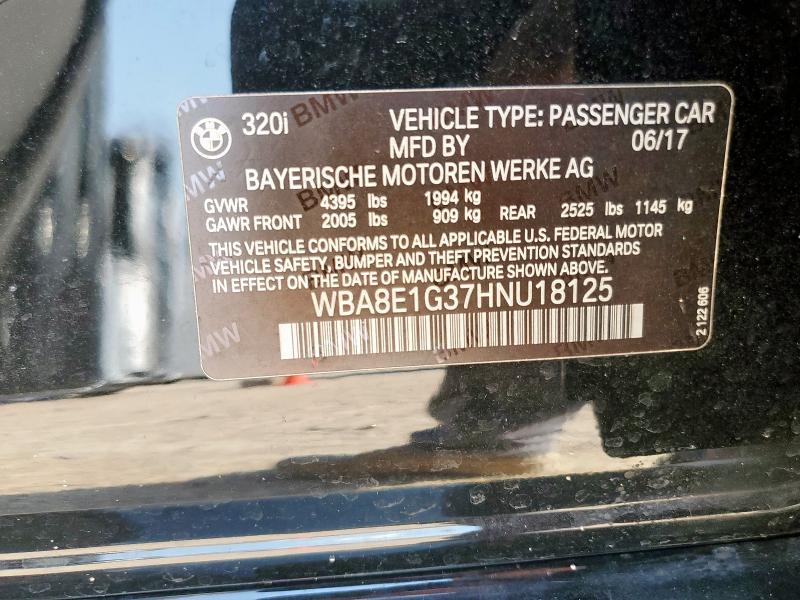 320i VEHICLE TYPE: PASSENGER CAR
MFD BY 06/17
BAYERISCHE MOTOREN WERKE AG
GVWR 4395 lbs 1994 kg
GAWR FRONT 2005 lbs 909 kg REAR 2525 lbs 1145 kg
THIS VEHICLE CONFORMS TO ALL APPLICABLE U.S. FEDERAL MOTOR
VEHICLE SAFETY, BUMPER AND THEFT PREVENTION STANDARDS
IN EFFECT ON THE DATE OF MANUFACTURE SHOWN ABOVE.
WBA8E1G37HNU18125
2 122 606